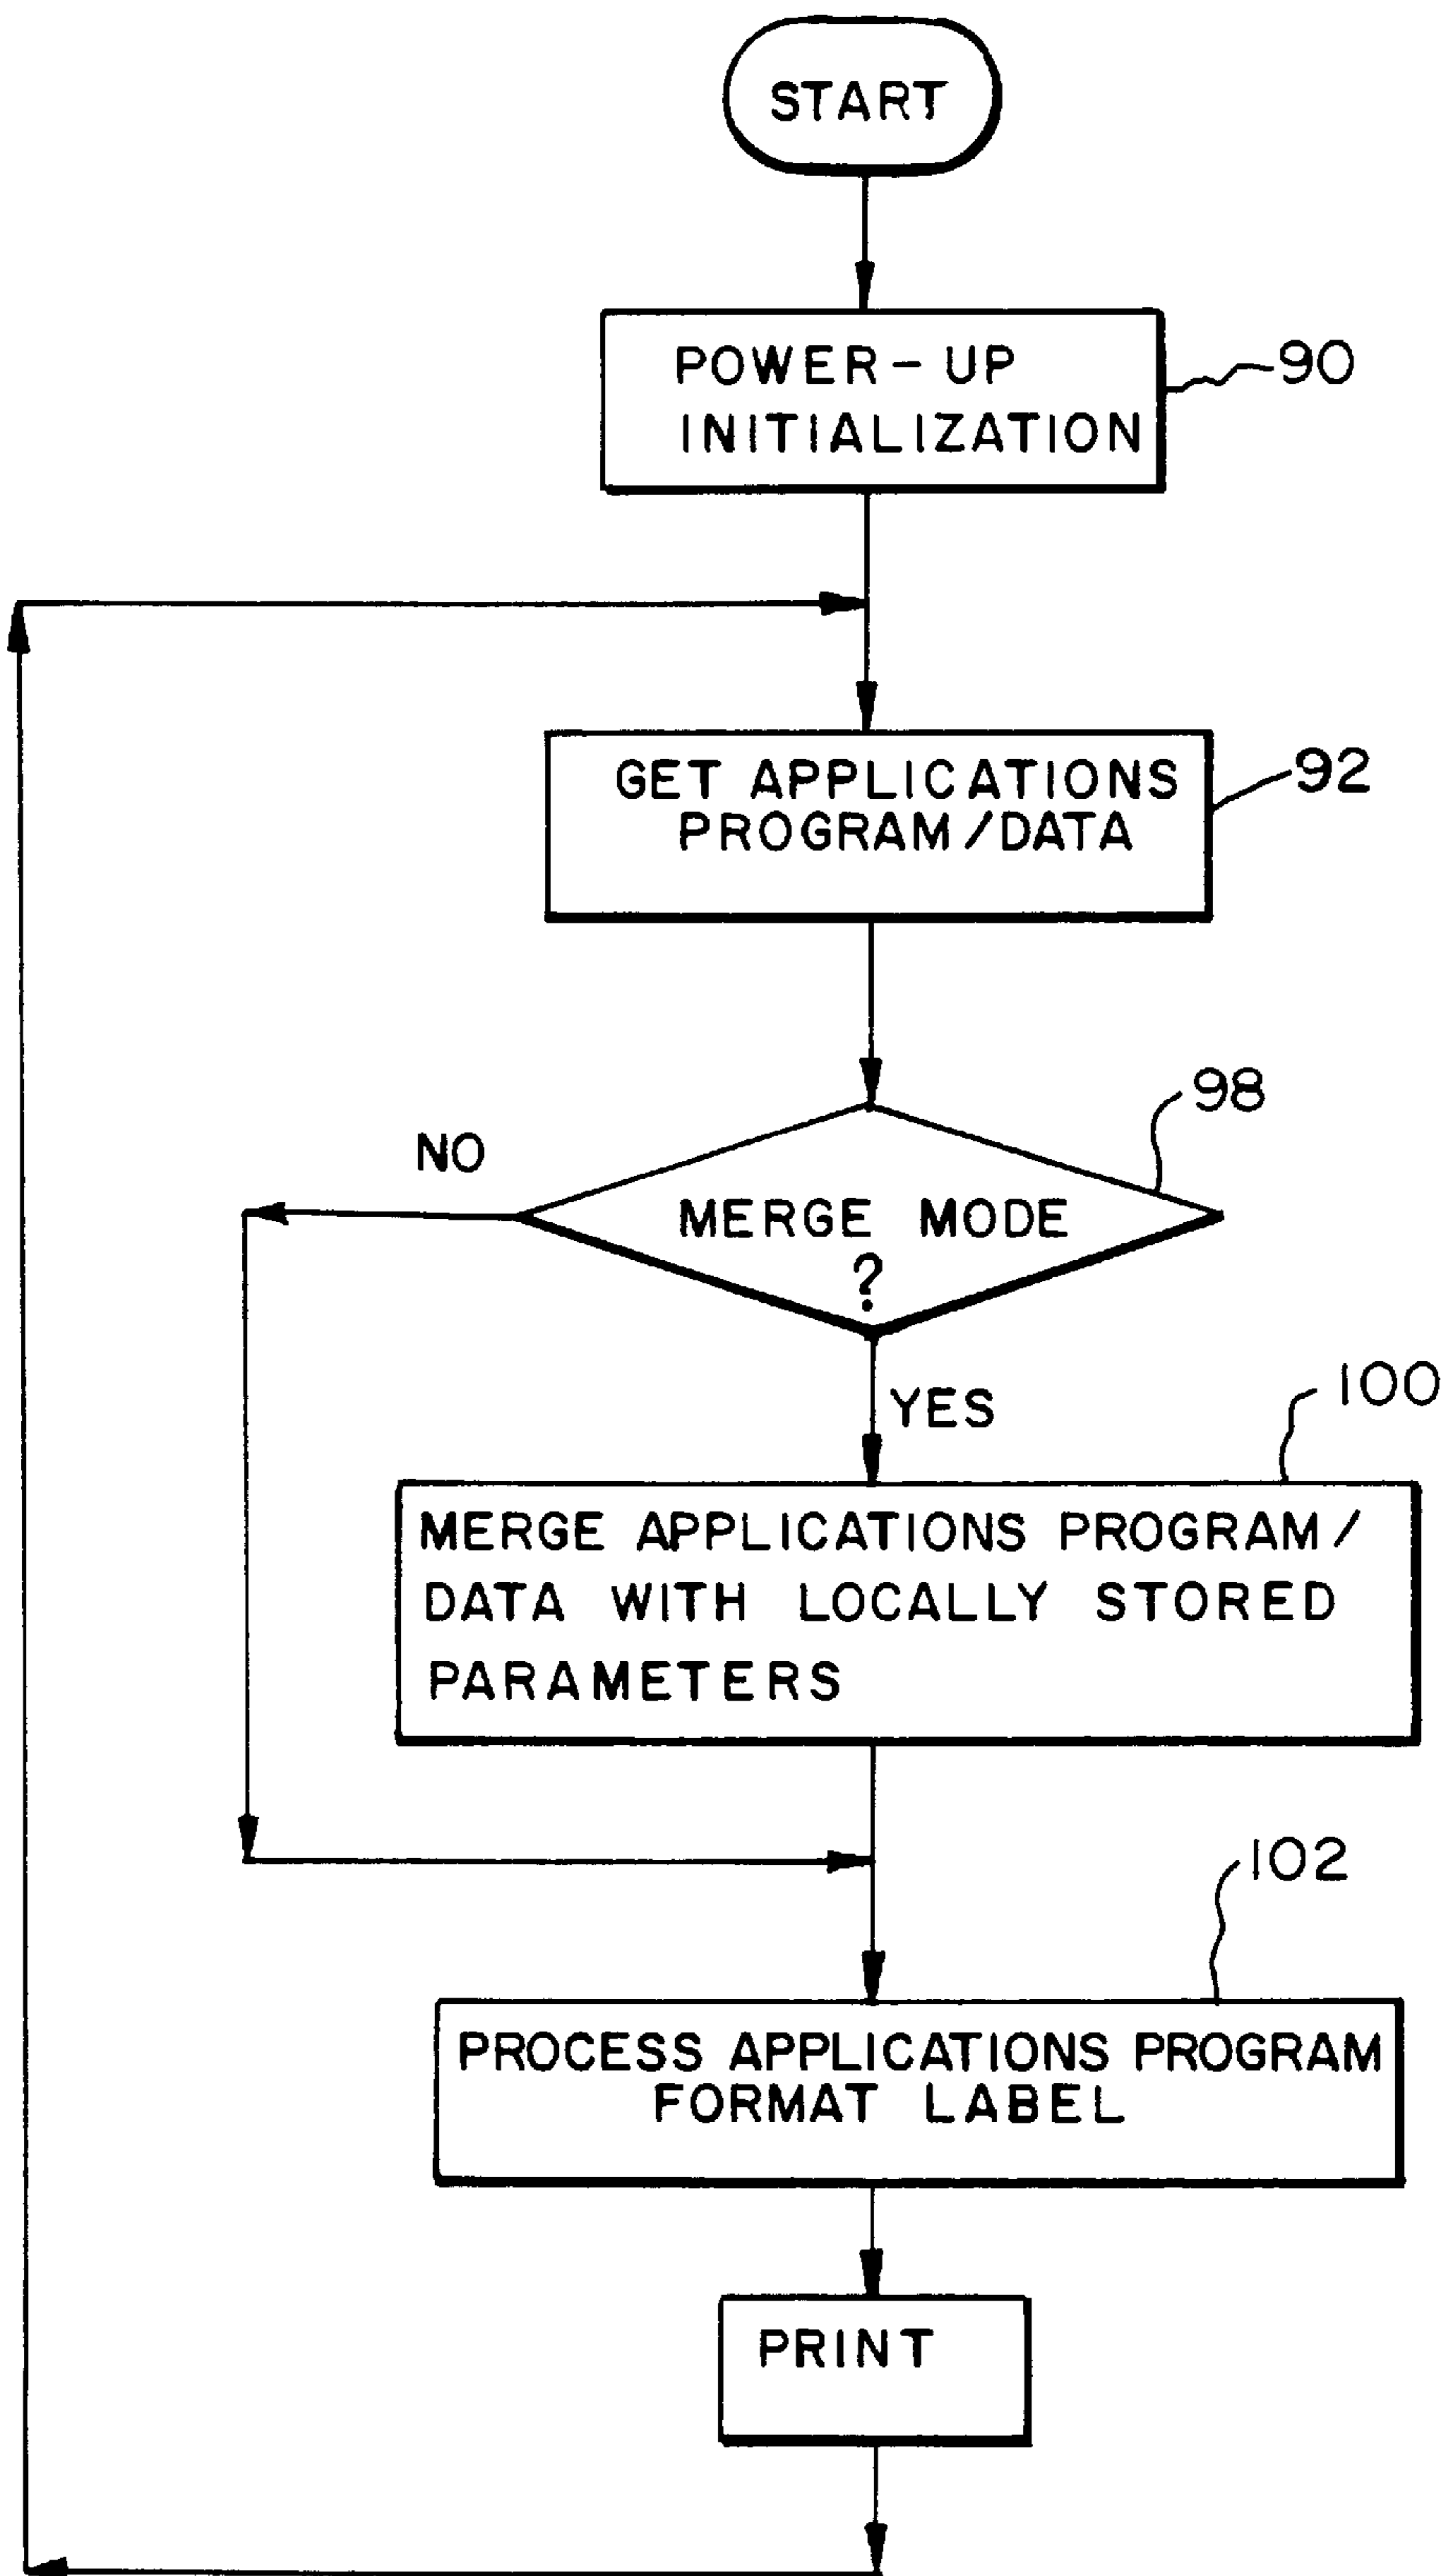 START
POWER-UP
INITIALIZATION
90
GET APPLICATIONS
PROGRAM/DATA
92
98
NO
MERGE MODE
?
YES
100
MERGE APPLICATIONS PROGRAM/
DATA WITH LOCALLY STORED
PARAMETERS
102
PROCESS APPLICATIONS PROGRAM
FORMAT LABEL
PRINT